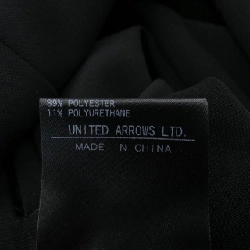 89% POLYESTER
11% POLYURETHANE
UNITED ARROWS LTD.
MADE IN CHINA